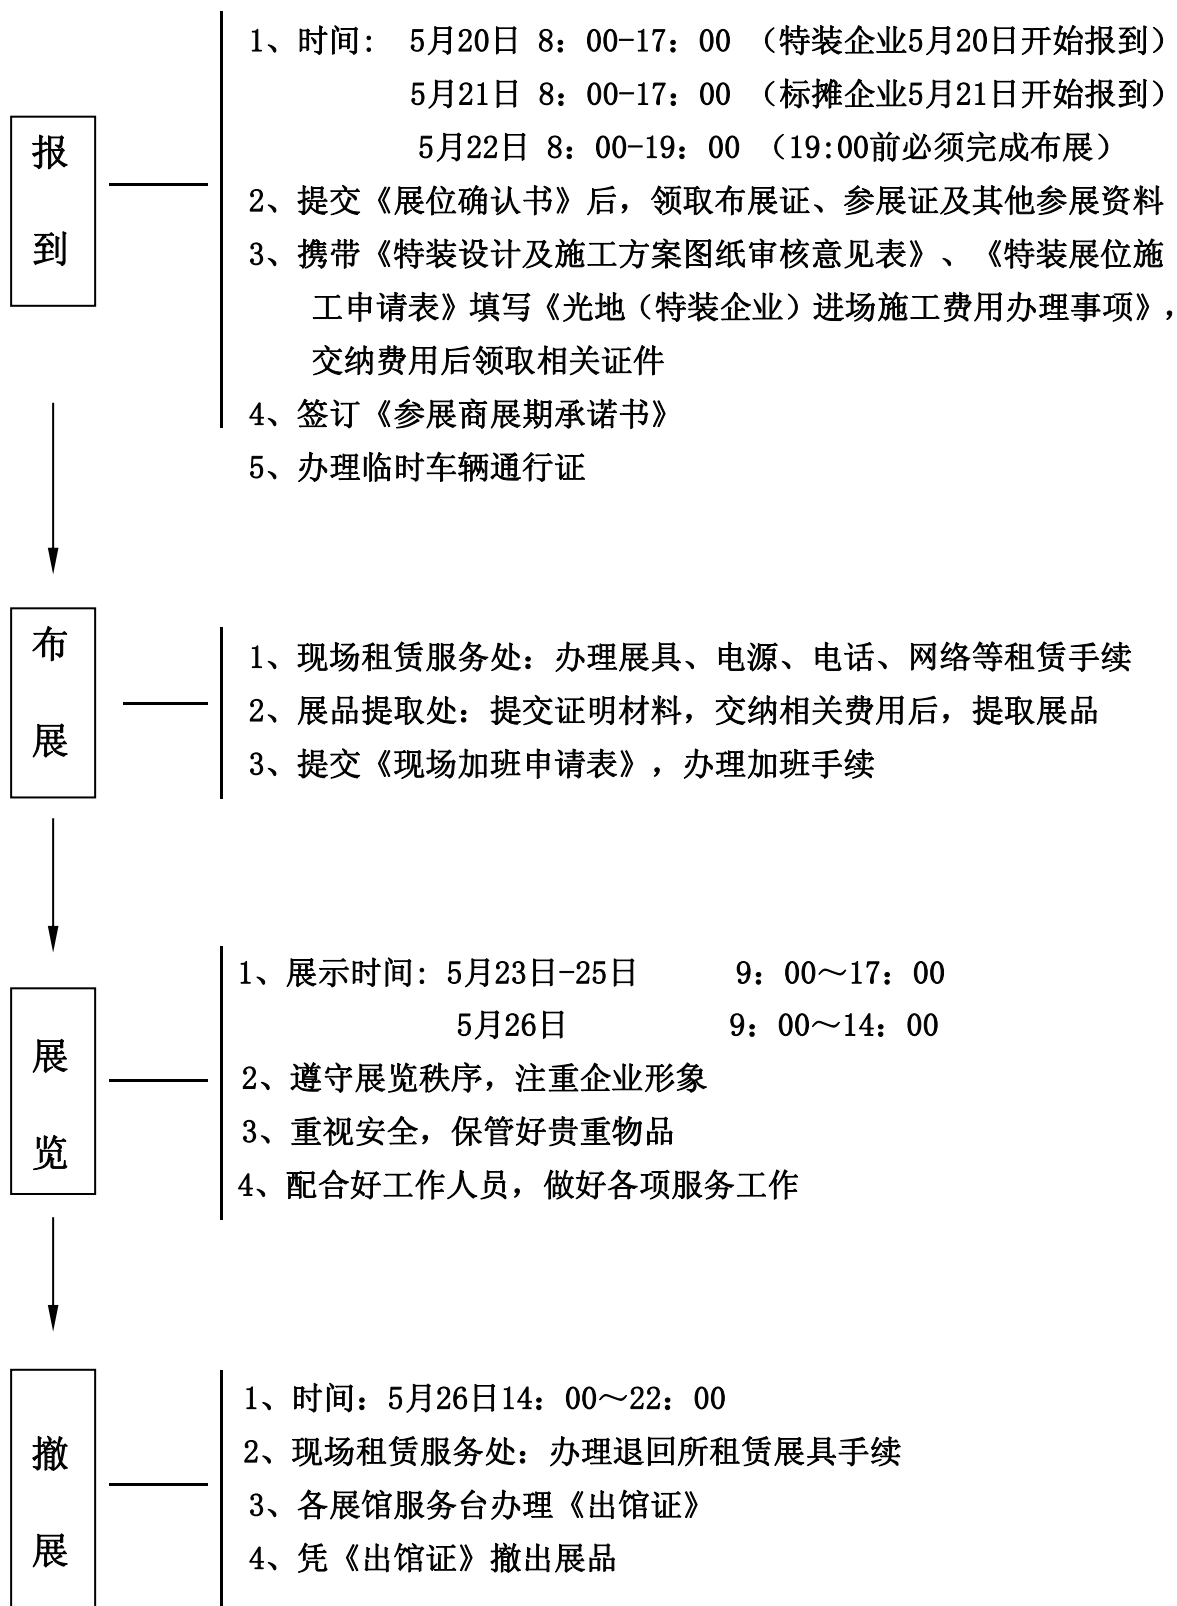 报到
1、时间: 5月20日 8：00-17：00 （特装企业5月20日开始报到）
5月21日 8：00-17：00 （标摊企业5月21日开始报到）
5月22日 8：00-19：00 （19:00前必须完成布展）
2、提交《展位确认书》后，领取布展证、参展证及其他参展资料
3、携带《特装设计及施工方案图纸审核意见表》、《特装展位施
工申请表》填写《光地（特装企业）进场施工费用办理事项》，
交纳费用后领取相关证件
4、签订《参展商展期承诺书》
5、办理临时车辆通行证
布展
1、现场租赁服务处：办理展具、电源、电话、网络等租赁手续
2、展品提取处：提交证明材料，交纳相关费用后，提取展品
3、提交《现场加班申请表》，办理加班手续
展览
1、展示时间: 5月23日-25日 9：00～17：00
5月26日 9：00～14：00
2、遵守展览秩序，注重企业形象
3、重视安全，保管好贵重物品
4、配合好工作人员，做好各项服务工作
撤展
1、时间：5月26日14：00～22：00
2、现场租赁服务处：办理退回所租赁展具手续
3、各展馆服务台办理《出馆证》
4、凭《出馆证》撤出展品